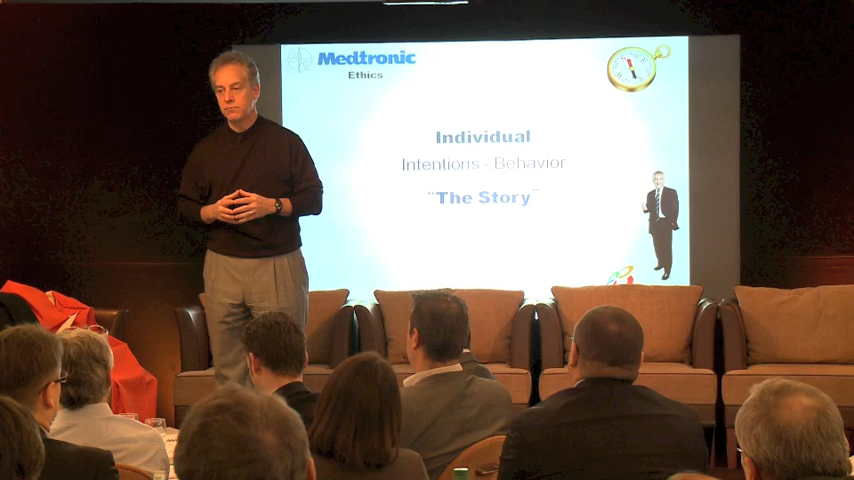 Medtronic
Ethics
Individual
Intentions - Behavior
"The Story"